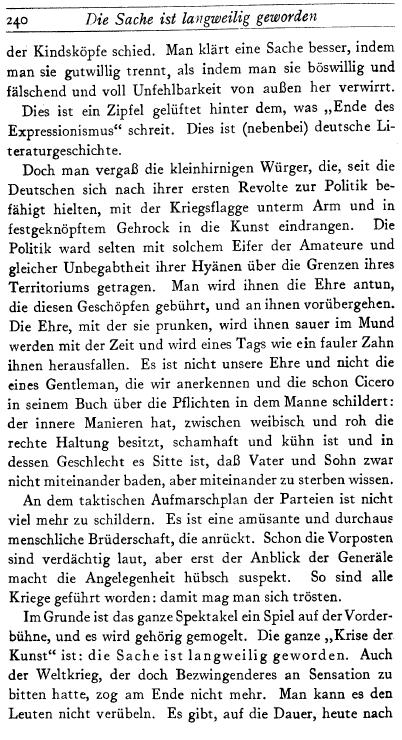 240 Die Sache ist langweilig geworden
der Kindsköpfe schied. Man klärt eine Sache besser, indem
man sie gutwillig trennt, als indem man sie böswillig und
fälschend und voll Unfehlbarkeit von außen her verwirrt.
Dies ist ein Zipfel gelüftet hinter dem, was „Ende des
Expressionismus“ schreit. Dies ist (nebenbei) deutsche Li-
teraturgeschichte.
Doch man vergaß die kleinhirnigen Würger, die, seit die
Deutschen sich nach ihrer ersten Revolte zur Politik be-
fähigt hielten, mit der Kriegsflagge unterm Arm und in
festgeknöpftem Gehrock in die Kunst eindrangen. Die
Politik ward selten mit solchem Eifer der Amateure und
gleicher Unbegabtheit ihrer Hyänen über die Grenzen ihres
Territoriums getragen. Man wird ihnen die Ehre antun,
die diesen Geschöpfen gebührt, und an ihnen vorübergehen.
Die Ehre, mit der sie prunken, wird ihnen sauer im Mund
werden mit der Zeit und wird eines Tags wie ein fauler Zahn
ihnen herausfallen. Es ist nicht unsere Ehre und nicht die
eines Gentleman, die wir anerkennen und die schon Cicero
in seinem Buch über die Pflichten in dem Manne schildert:
der innere Manieren hat, zwischen weibisch und roh die
rechte Haltung besitzt, schamhaft und kühn ist und in
dessen Geschlecht es Sitte ist, daß Vater und Sohn zwar
nicht miteinander baden, aber miteinander zu sterben wissen.
An dem taktischen Aufmarschplan der Parteien ist nicht
viel mehr zu schildern. Es ist eine amüsante und durchaus
menschliche Brüderschaft, die anrückt. Schon die Vorposten
sind verdächtig laut, aber erst der Anblick der Generäle
macht die Angelegenheit hübsch suspekt. So sind alle
Kriege geführt worden: damit mag man sich trösten.
Im Grunde ist das ganze Spektakel ein Spiel auf der Vorder-
bühne, und es wird gehörig gemogelt. Die ganze „Krise der
Kunst“ ist: die Sache ist langweilig geworden. Auch
der Weltkrieg, der doch Bezwingenderes an Sensation zu
bitten hatte, zog am Ende nicht mehr. Man kann es den
Leuten nicht verübeln. Es gibt, auf die Dauer, heute nach